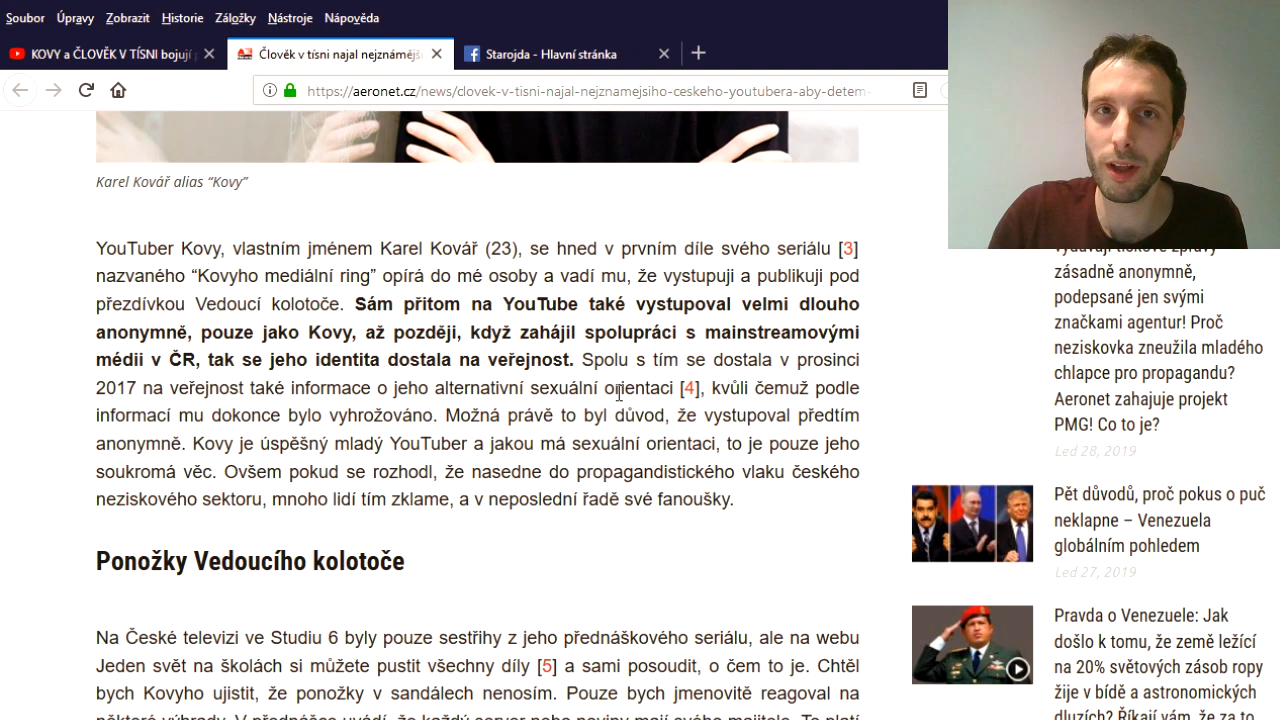 Soubor Úpravy Zobrazit Historie Záložky Nástroje Nápověda
KOVY a ČLOVĚK V TÍSNI bojují
Člověk v tísni najal nejznáměјš
Starojda - Hlavní stránka
https://aeronet.cz/news/clovek-v-tisni-najal-nejznamejsiho-ceskeho-youtubera-aby-detem-
Karel Kovář alias “Kovy”
YouTuber Kovy, vlastním jménem Karel Kovář (23), se hned v prvním díle svého seriálu [3]
nazvaného “Kovyho mediální ring” opírá do mé osoby a vadí mu, že vystupuji a publikuji pod
přezdívkou Vedoucí kolotoče. Sám přitom na YouTube také vystupoval velmi dlouho
anonymně, pouze jako Kovy, až později, když zahájil spolupráci s mainstreamovými
médii v ČR, tak se jeho identita dostala na veřejnost. Spolu s tím se dostala v prosinci
2017 na veřejnost také informace o jeho alternativní sexuální orientaci [4], kvůli čemuž podle
informací mu dokonce bylo vyhrožováno. Možná právě to byl důvod, že vystupoval předtím
anonymně. Kovy je úspěšný mladý YouTuber a jakou má sexuální orientaci, to je pouze jeho
soukromá věc. Ovšem pokud se rozhodl, že nasedne do propagandistického vlaku českého
neziskového sektoru, mnoho lidí tím zklame, a v neposlední řadě své fanoušky.
Ponožky Vedoucího kolotoče
Na České televizi ve Studiu 6 byly pouze sestřihy z jeho přednáškového seriálu, ale na webu
Jeden svět na školách si můžete pustit všechny díly [5] a sami posoudit, o čem to je. Chtěl
bych Kovyho ujistit, že ponožky v sandálech nenosím. Pouze bych jmenovitě reagoval na
některé výhrady. V přednášce uvádí, že každý server nebo noviny mají svého majitele. To platí
vydávají tiskové zprávy
zásadně anonymně,
podepsané jen svými
značkami agentur! Proč
neziskovka zneužila mladého
chlapce pro propagandu?
Aeronet zahajuje projekt
PMG! Co to je?
Led 28, 2019
Pět důvodů, proč pokus o puč
neklapne – Venezuela
globálním pohledem
Led 27, 2019
Pravda o Venezuele: Jak
došlo k tomu, že země ležící
na 20% světových zásob ropy
žije v bídě a astronomických
dluzích? Říkají vám, že za to